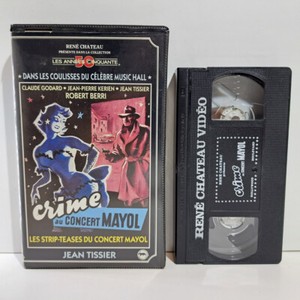 RENÉ CHATEAU
PRÉSENTE DANS LA COLLECTION
LES ANNÉES CINQUANTE
50
• DANS LES COULISSES DU CÉLÈBRE MUSIC HALL •
CLAUDE GODARD • JEAN-PIERRE KERIEN • JEAN TISSIER
ROBERT BERRI
crime
au CONCERT MAYOL
LES STRIP-TEASES DU CONCERT MAYOL
JEAN TISSIER
RENÉ CHATEAU VIDÉO
crime
au CONCERT
MAYOL